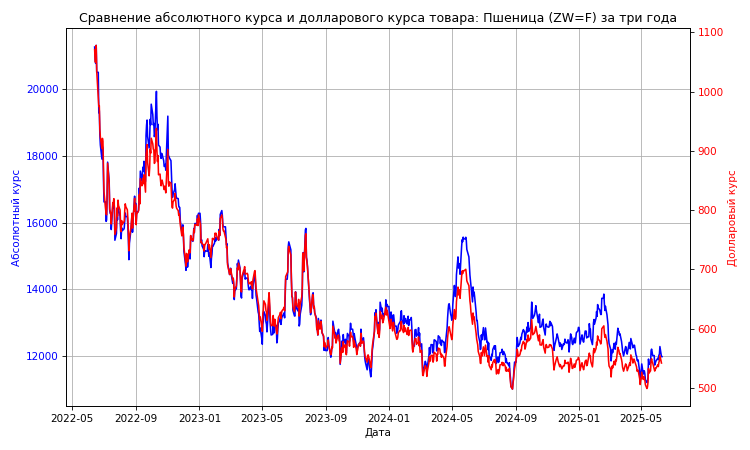 Сравнение абсолютного курса и долларового курса товара: Пшеница (ZW=F) за три года
1100
20000
1000
18000
900
16000
800
14000
700
12000
600
500
Абсолютный курс
Долларовый курс
2022-05 2022-09 2023-01 2023-05 2023-09 2024-01 2024-05 2024-09 2025-01 2025-05
Дата